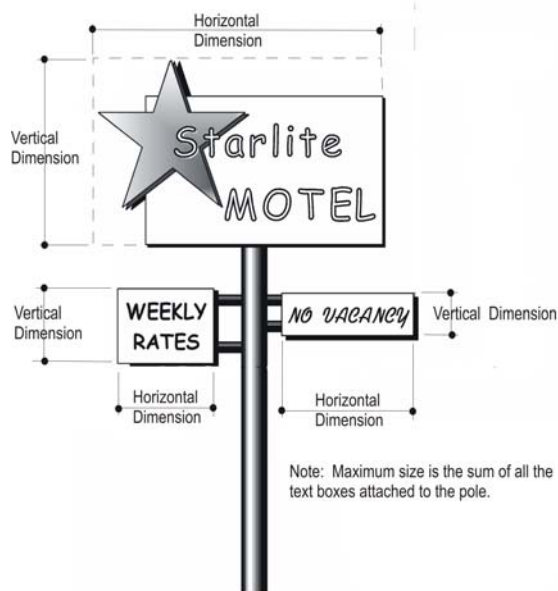 Horizontal
Dimension
Vertical
Dimension
Starlite
MOTEL
Vertical
Dimension
WEEKLY
RATES
NO VACANCY
Vertical Dimension
Horizontal
Dimension
Horizontal
Dimension
Note: Maximum size is the sum of all the
text boxes attached to the pole.